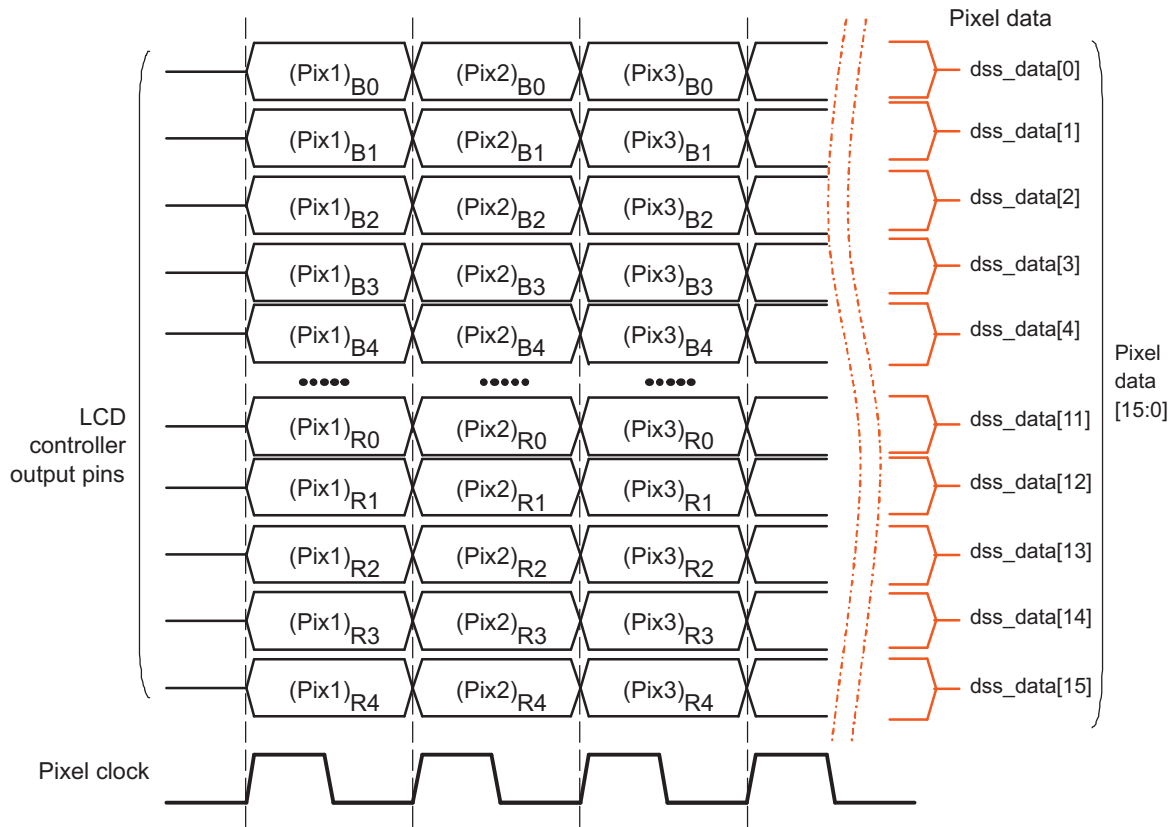 Pixel data
(Pix1)B0 (Pix2)B0 (Pix3)B0 dss_data[0]
(Pix1)B1 (Pix2)B1 (Pix3)B1 dss_data[1]
(Pix1)B2 (Pix2)B2 (Pix3)B2 dss_data[2]
(Pix1)B3 (Pix2)B3 (Pix3)B3 dss_data[3]
(Pix1)B4 (Pix2)B4 (Pix3)B4 dss_data[4]
Pixel
data
[15:0]
LCD
controller
output pins
(Pix1)R0 (Pix2)R0 (Pix3)R0 dss_data[11]
(Pix1)R1 (Pix2)R1 (Pix3)R1 dss_data[12]
(Pix1)R2 (Pix2)R2 (Pix3)R2 dss_data[13]
(Pix1)R3 (Pix2)R3 (Pix3)R3 dss_data[14]
(Pix1)R4 (Pix2)R4 (Pix3)R4 dss_data[15]
Pixel clock